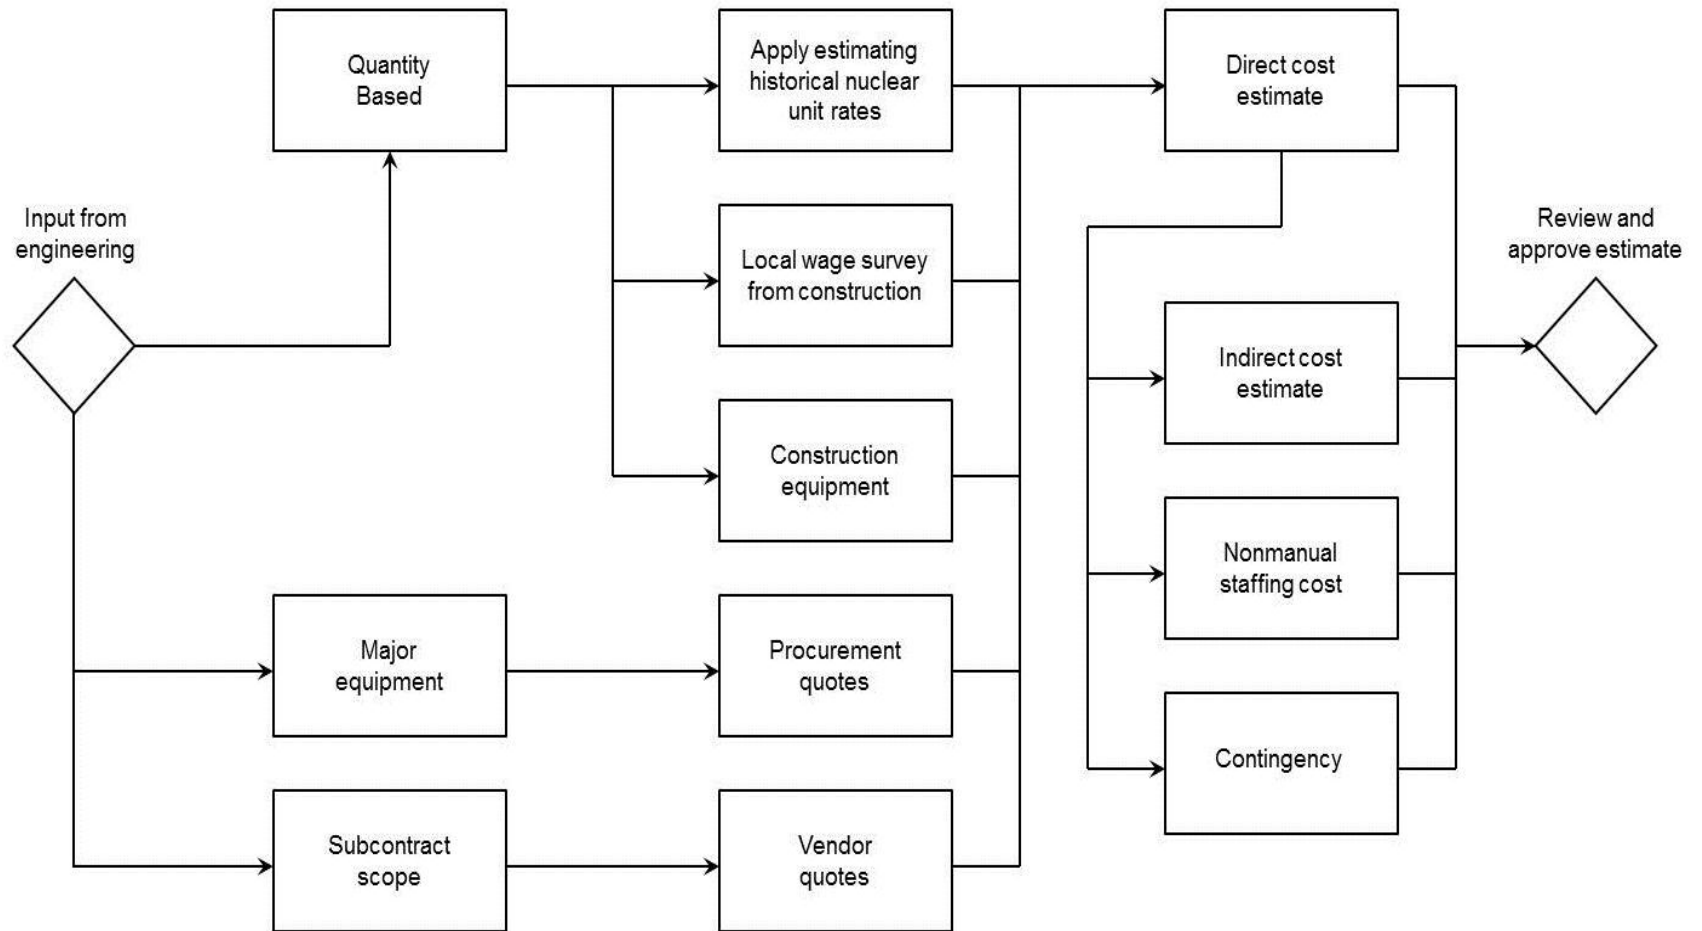 Quantity
Based
Apply estimating
historical nuclear
unit rates
Direct cost
estimate
Input from
engineering
Local wage survey
from construction
Review and
approve estimate
Indirect cost
estimate
Construction
equipment
Nonmanual
staffing cost
Major
equipment
Procurement
quotes
Contingency
Subcontract
scope
Vendor
quotes